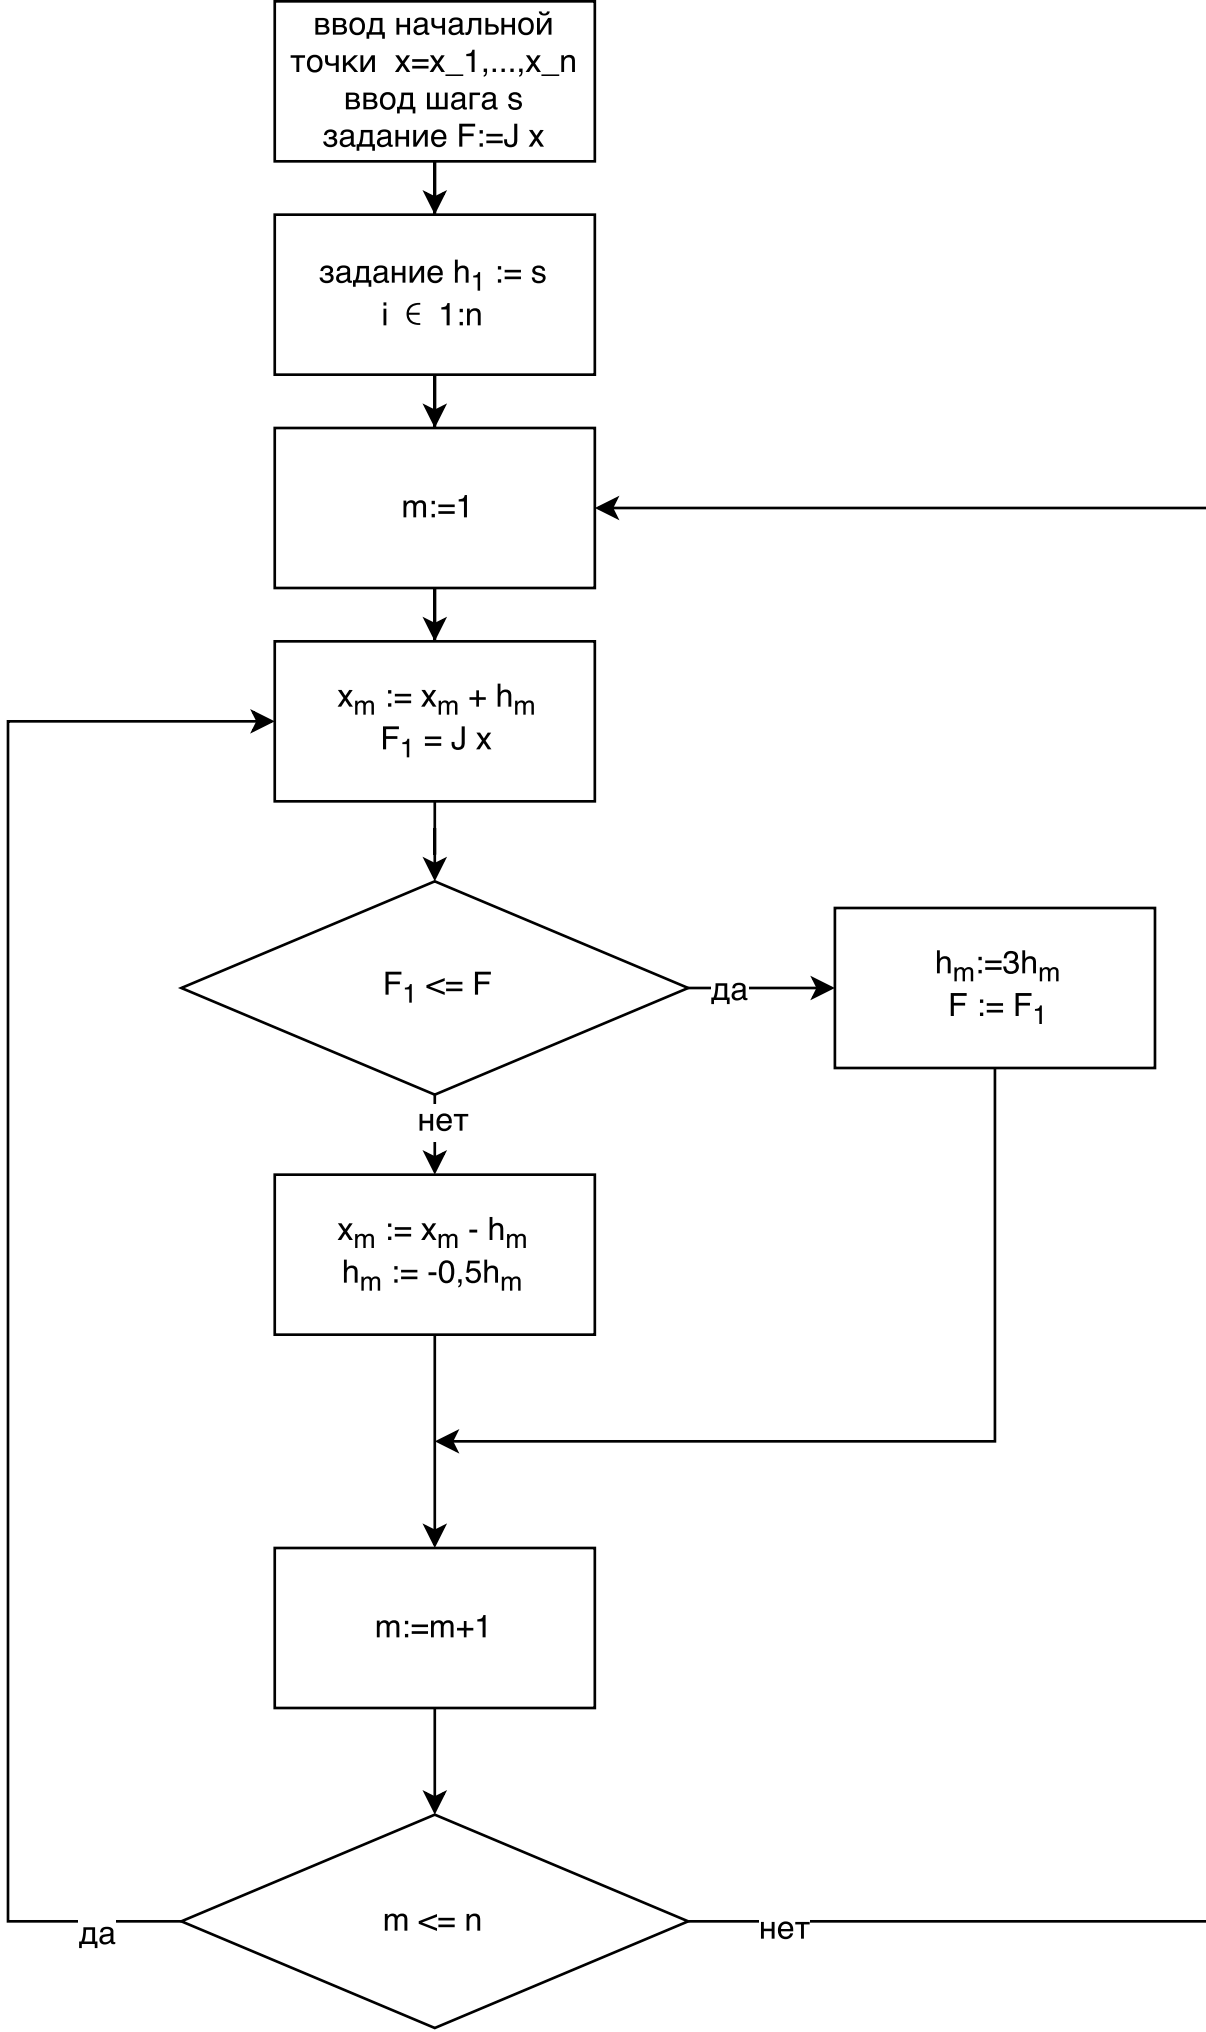 ввод начальной
точки x=x_1,...,x_n
ввод шага s
задание F:=J x
задание h₁ := s
i ∈ 1:n
m:=1
xₘ := xₘ + hₘ
F₁ = J x
F₁ <= F
да
hₘ:=3hₘ
F := F₁
нет
xₘ := xₘ - hₘ
hₘ := -0,5hₘ
m:=m+1
m <= n
да
нет